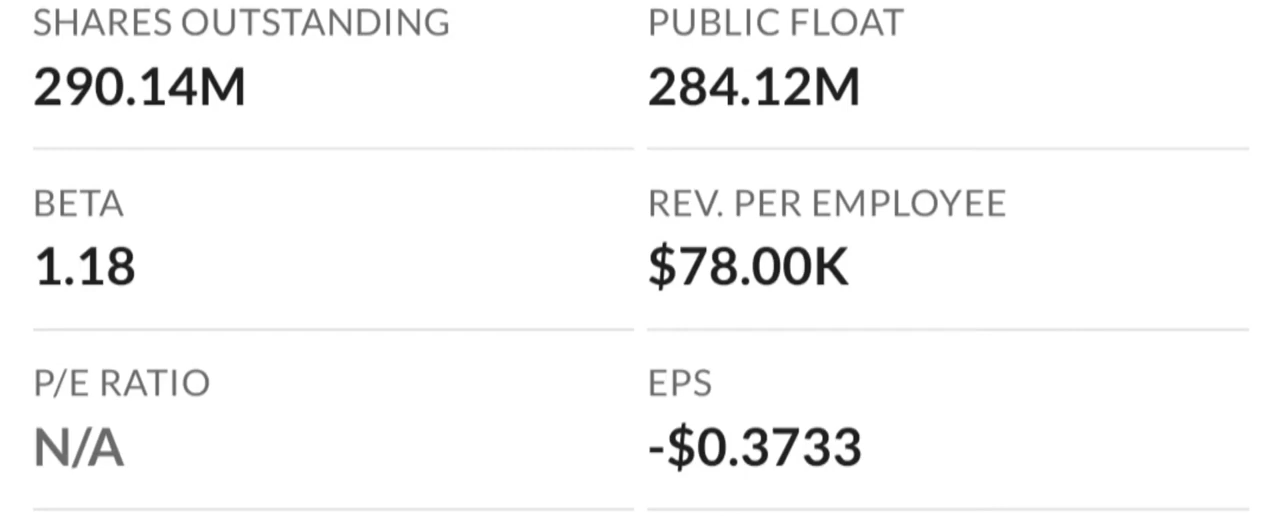 SHARES OUTSTANDING
PUBLIC FLOAT
290.14M
284.12M
BETA
REV. PER EMPLOYEE
1.18
$78.00K
P/E RATIO
EPS
N/A
-$0.3733